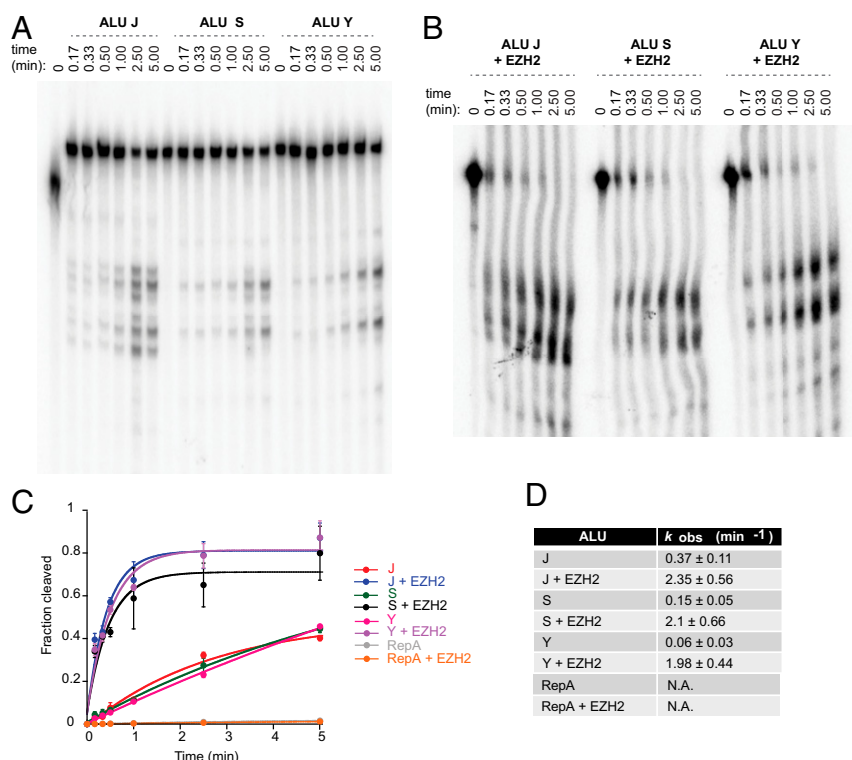 A
ALU J ALU S ALU Y
time
(min): 0 0.17 0.33 0.50 1.00 2.50 5.00 0 0.17 0.33 0.50 1.00 2.50 5.00 0 0.17 0.33 0.50 1.00 2.50 5.00
B
ALU J ALU S ALU Y
+ EZH2 + EZH2 + EZH2
time
(min): 0 0.17 0.33 0.50 1.00 2.50 5.00 0 0.17 0.33 0.50 1.00 2.50 5.00 0 0.17 0.33 0.50 1.00 2.50 5.00
C
Fraction cleaved
1
0.8
0.6
0.4
0.2
0
0 1 2 3 4 5
Time (min)
J
J + EZH2
S
S + EZH2
Y
Y + EZH2
RepA
RepA + EZH2
D
ALU k obs (min -1 )
J 0.37 ± 0.11
J + EZH2 2.35 ± 0.56
S 0.15 ± 0.05
S + EZH2 2.1 ± 0.66
Y 0.06 ± 0.03
Y + EZH2 1.98 ± 0.44
RepA N.A.
RepA + EZH2 N.A.